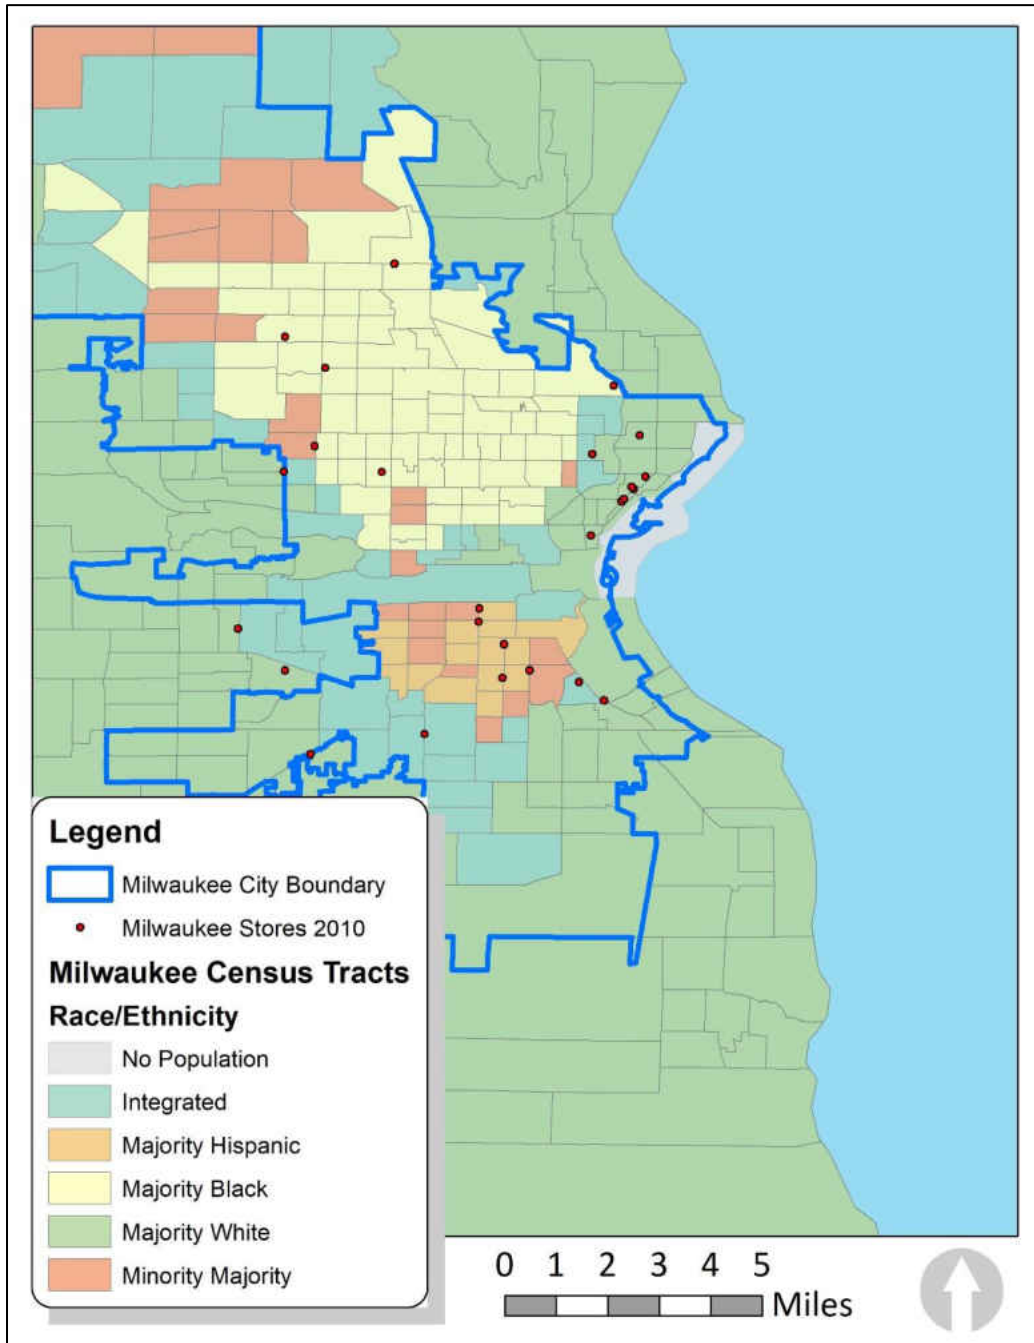 Legend
Milwaukee City Boundary
Milwaukee Stores 2010
Milwaukee Census Tracts
Race/Ethnicity
No Population
Integrated
Majority Hispanic
Majority Black
Majority White
Minority Majority
0 1 2 3 4 5
Miles